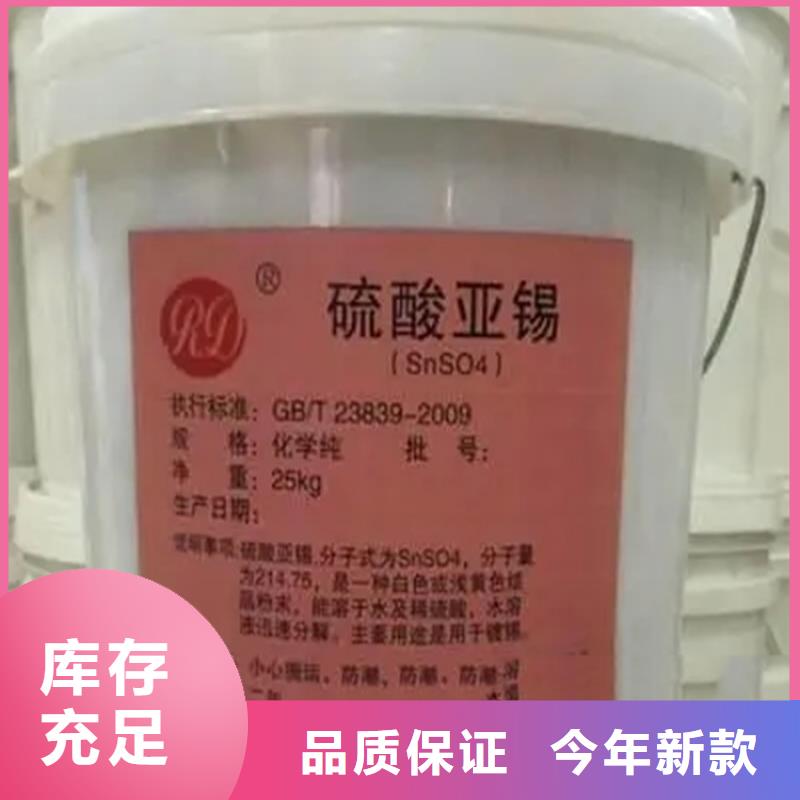 RD ® 硫酸亚锡
(SnSO4)
执行标准: GB/T 23839-2009
规 格: 化学纯 批 号:
净 重: 25kg
生产日期:
说明事项:硫酸亚锡.分子式为SnSO4，分子量
为214.75，是一种白色或浅黄色结
晶粉末，能溶于水及稀硫酸，水溶
液迅速分解。主要用途是用于镀锡。
小心搬运、防潮、防潮、防潮
库存
充足
品质保证 今年新款